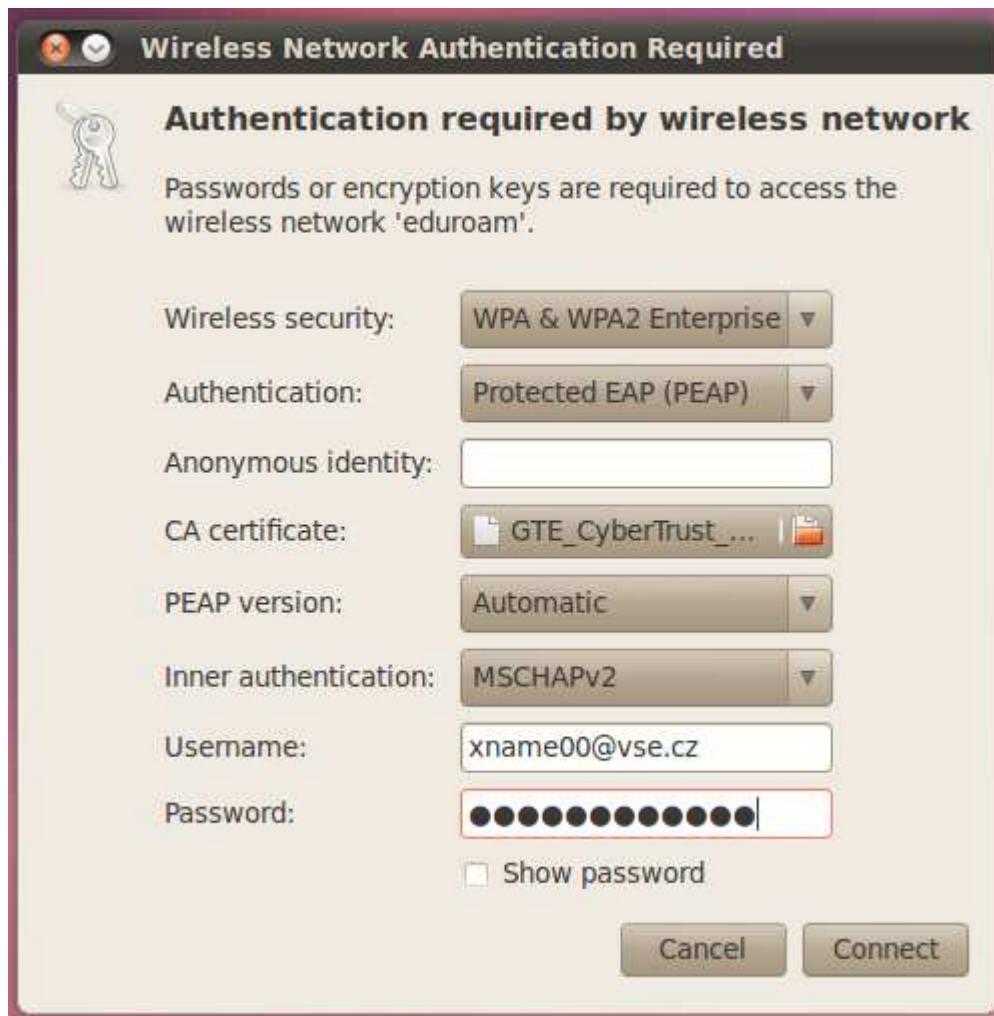 Wireless Network Authentication Required
Authentication required by wireless network
Passwords or encryption keys are required to access the
wireless network 'eduroam'.
Wireless security: WPA & WPA2 Enterprise
Authentication: Protected EAP (PEAP)
Anonymous identity:
CA certificate: GTE_CyberTrust_...
PEAP version: Automatic
Inner authentication: MSCHAPv2
Username: xname00@vse.cz
Password: ●●●●●●●●●●●●
Show password
Cancel Connect